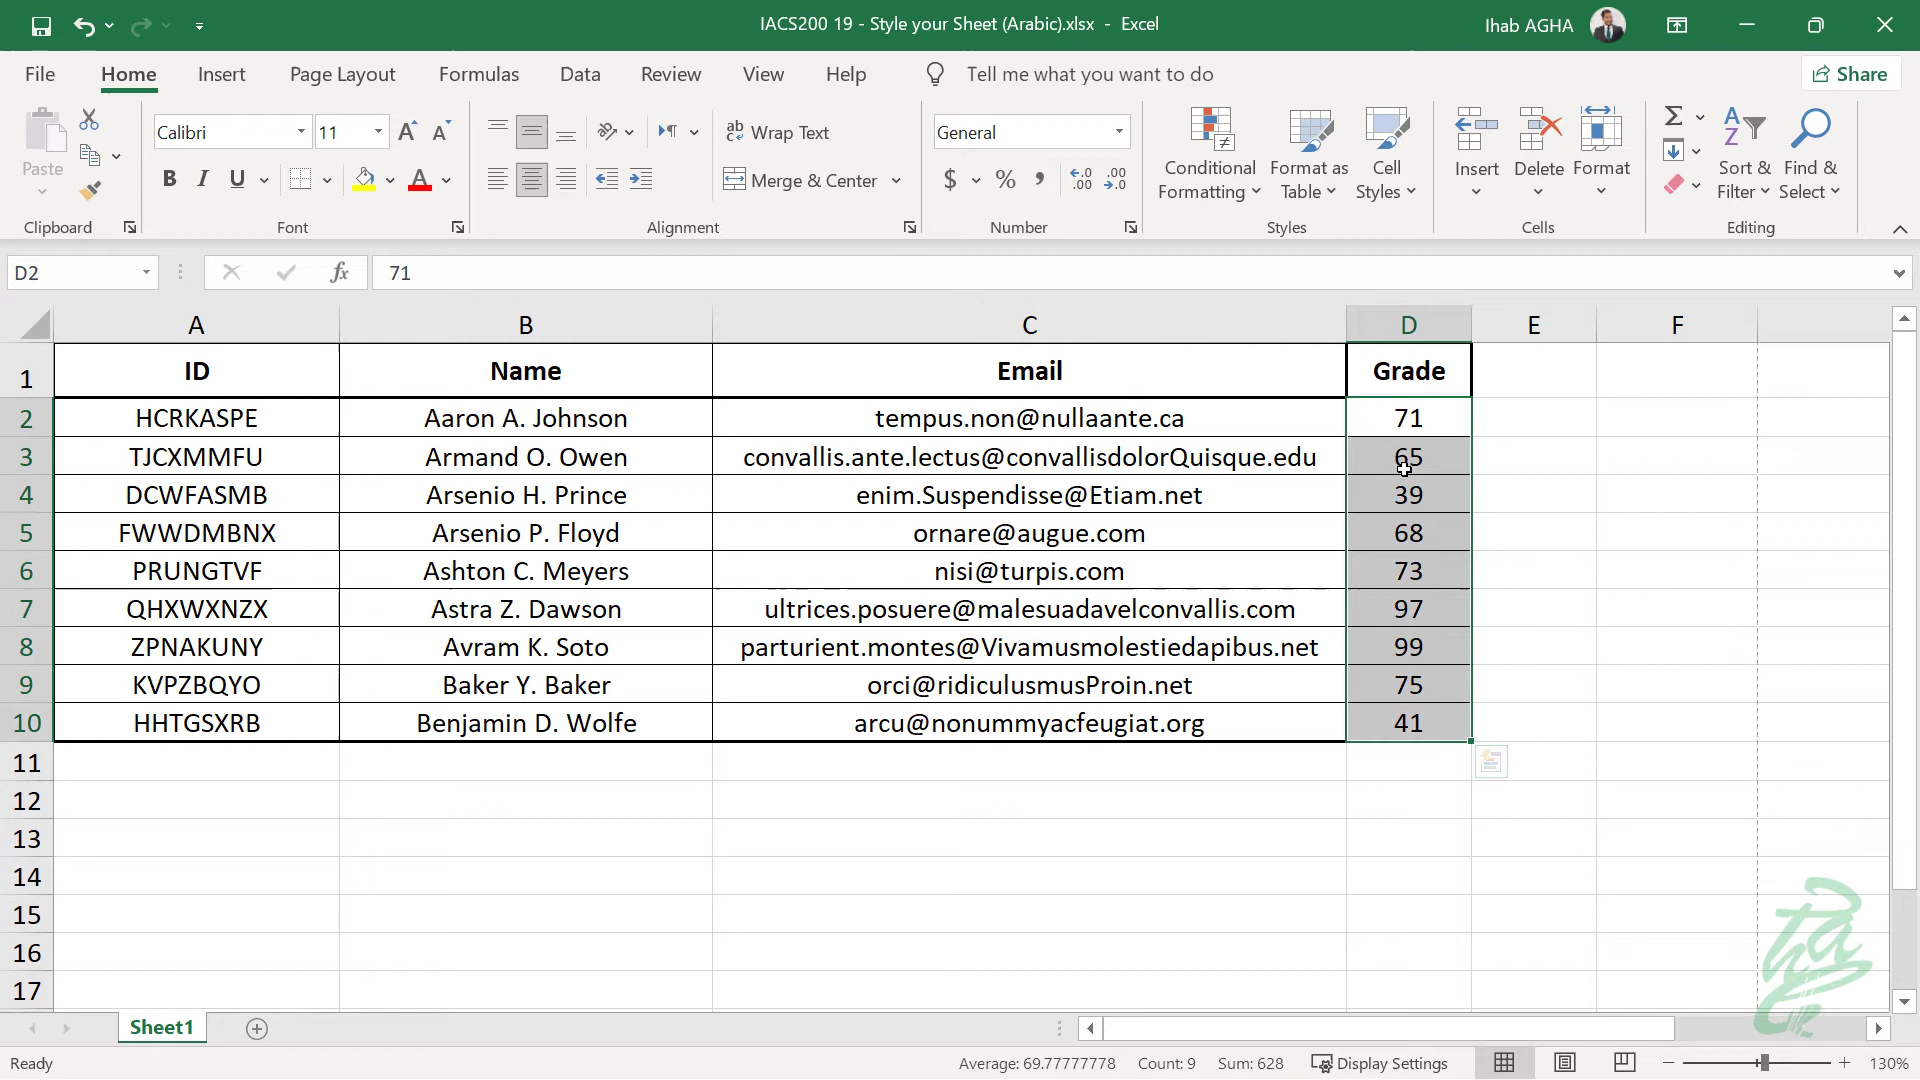 IACS200 19 - Style your Sheet (Arabic).xlsx - Excel
Ihab AGHA
File Home Insert Page Layout Formulas Data Review View Help Tell me what you want to do Share
Paste
Calibri 11
B I U A
ab Wrap Text
Merge & Center
General
$ % , .00 .00
Conditional Formatting
Format as Table
Cell Styles
Insert
Delete
Format
Sort & Filter
Find & Select
Clipboard Font Alignment Number Styles Cells Editing
D2 fx 71
A B C D E F
1 ID Name Email Grade
2 HCRKASPE Aaron A. Johnson tempus.non@nullaante.ca 71
3 TJCXMMFU Armand O. Owen convallis.ante.lectus@convallisdolorQuisque.edu 65
4 DCWFASMB Arsenio H. Prince enim.Suspendisse@Etiam.net 39
5 FWWDMBNX Arsenio P. Floyd ornare@augue.com 68
6 PRUNGTVF Ashton C. Meyers nisi@turpis.com 73
7 QHXWXNZX Astra Z. Dawson ultrices.posuere@malesuadavelconvallis.com 97
8 ZPNAKUNY Avram K. Soto parturient.montes@Vivamusmolestiedapibus.net 99
9 KVPZBQYO Baker Y. Baker orci@ridiculusmusProin.net 75
10 HHTGSXRB Benjamin D. Wolfe arcu@nonummyacfeugiat.org 41
11
12
13
14
15
16
17
Sheet1
Ready Average: 69.77777778 Count: 9 Sum: 628 Display Settings 130%